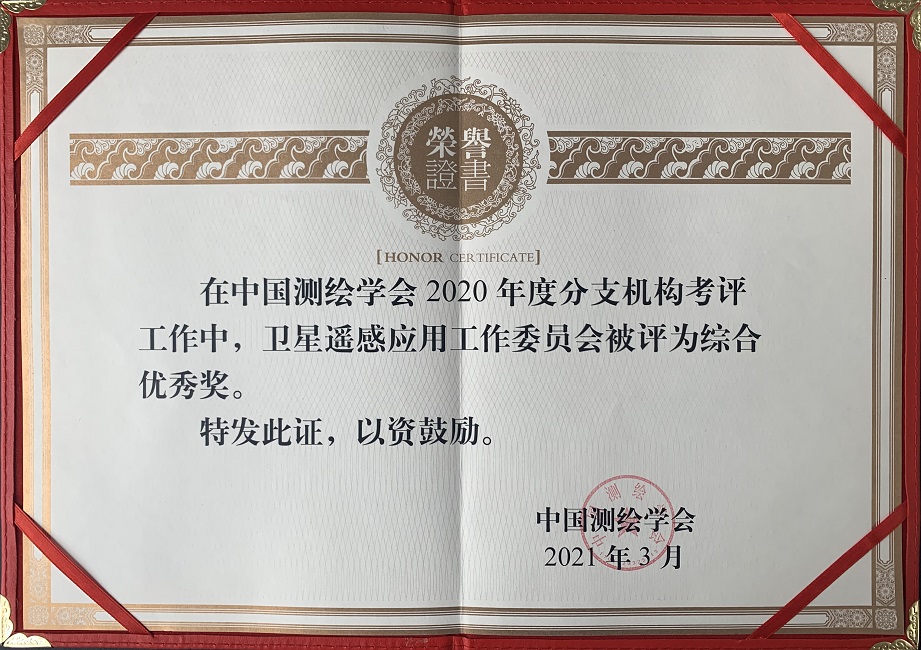 榮譽
證書
[HONOR CERTIFICATE]
在中国测绘学会 2020 年度分支机构考评
工作中，卫星遥感应用工作委员会被评为综合
优秀奖。
特发此证，以资鼓励。
中国测绘学会
2021 年 3 月